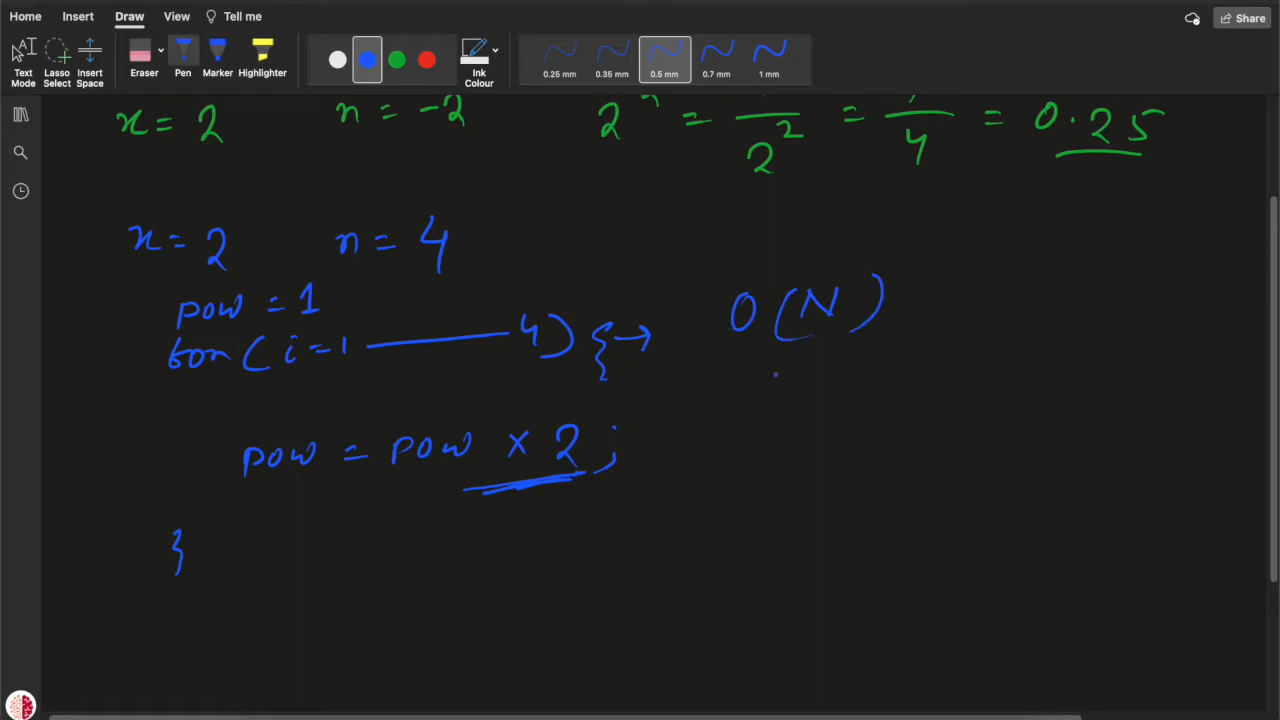 Home Insert Draw View Tell me
Share
Text Mode Lasso Select Insert Space Eraser Pen Marker Highlighter Ink Colour 0.25 mm 0.35 mm 0.5 mm 0.7 mm 1 mm
x = 2 n = -2 2 = 2^2 = 4 = 0.25
x = 2 n = 4
pow = 1
for ( i = 1 — 4 ) { → O(N)
pow = pow × 2 ;
}